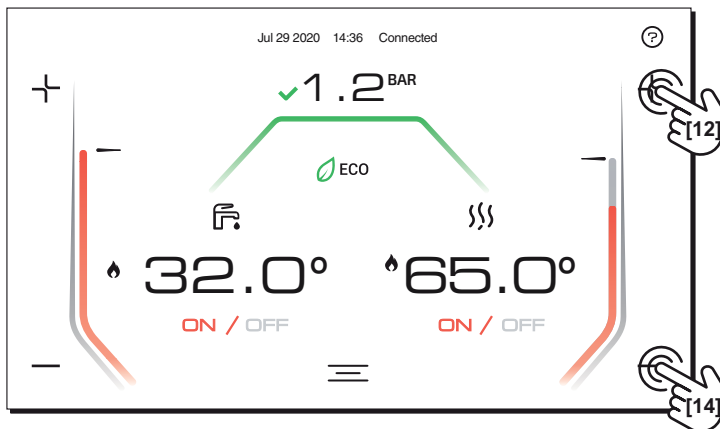 Jul 29 2020 14:36 Connected
?
1.2 BAR
[12]
ECO
32.0° 65.0°
ON / OFF ON / OFF
[14]